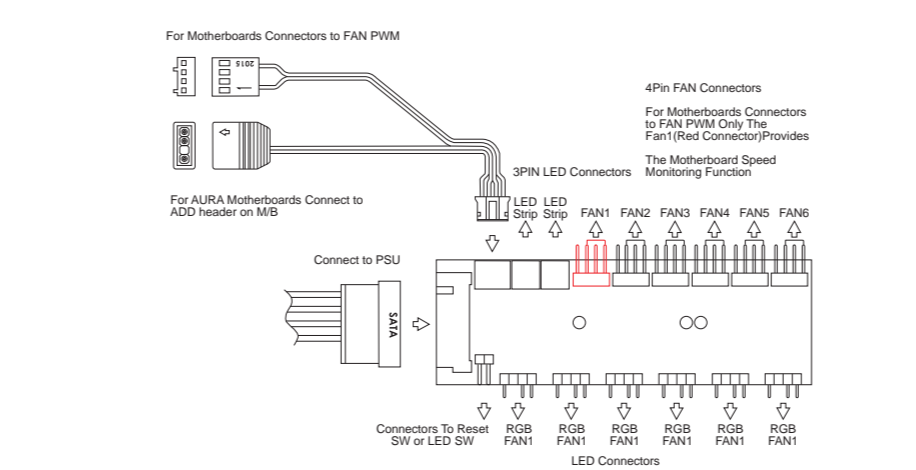 For Motherboards Connectors to FAN PWM
2015
4Pin FAN Connectors
For Motherboards Connectors
to FAN PWM Only The
Fan1(Red Connector)Provides
The Motherboard Speed
Monitoring Function
3PIN LED Connectors
For AURA Motherboards Connect to
ADD header on M/B
LED Strip
LED Strip
FAN1 FAN2 FAN3 FAN4 FAN5 FAN6
Connect to PSU
SATA
Connectors To Reset
SW or LED SW
RGB FAN1
RGB FAN1
RGB FAN1
RGB FAN1
RGB FAN1
RGB FAN1
LED Connectors